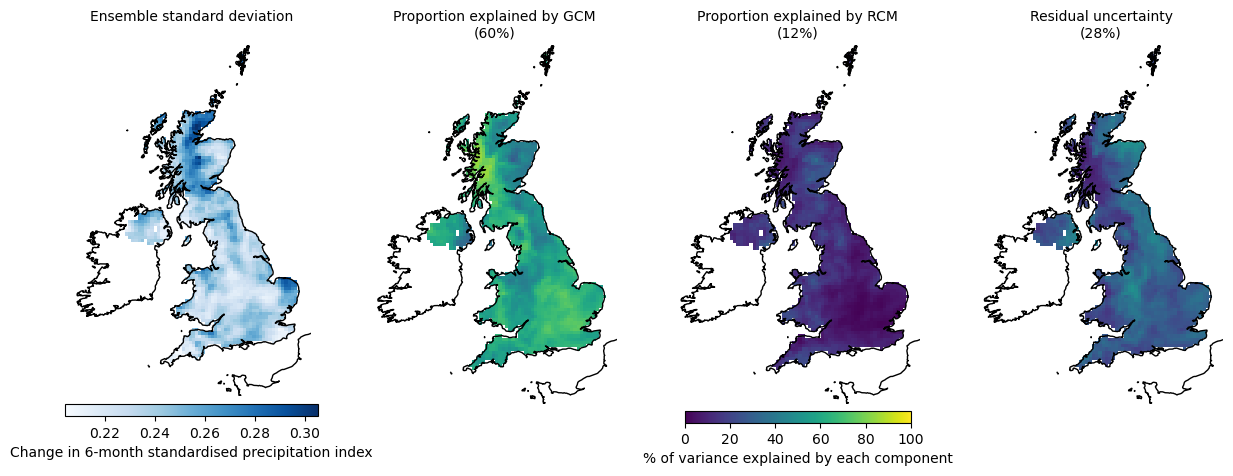 Ensemble standard deviation
Proportion explained by GCM
(60%)
Proportion explained by RCM
(12%)
Residual uncertainty
(28%)
0.22 0.24 0.26 0.28 0.30
Change in 6-month standardised precipitation index
0 20 40 60 80 100
% of variance explained by each component